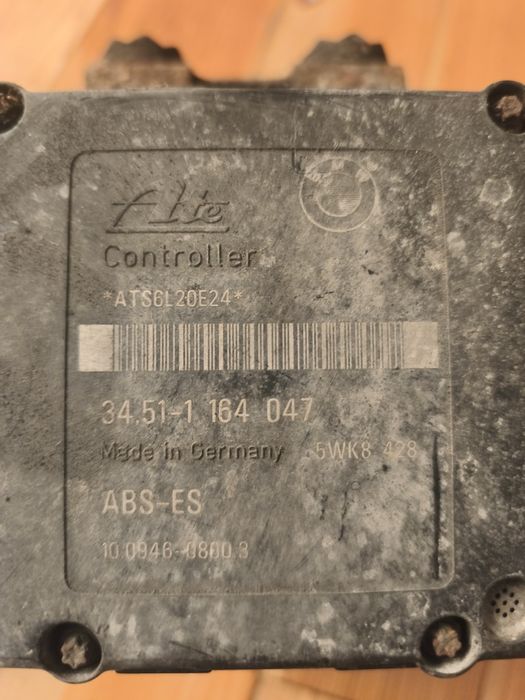 Ate
Controller
*ATS6L20E24*
34.51-1 164 047
Made in Germany 5WK8 428
ABS-ES
10.0946-0800.3